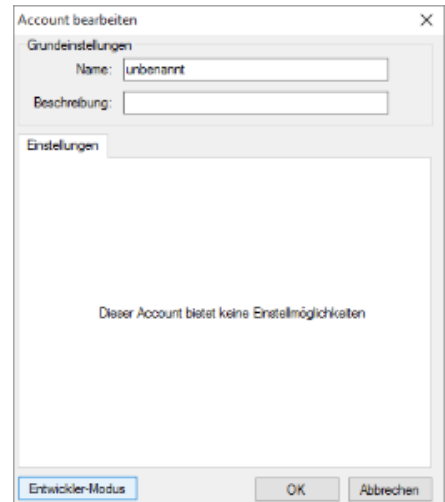 Account bearbeiten
Grundeinstellungen
Name: unbenannt
Beschreibung:
Einstellungen
Dieser Account bietet keine Einstellmöglichkeiten
Entwickler-Modus OK Abbrechen